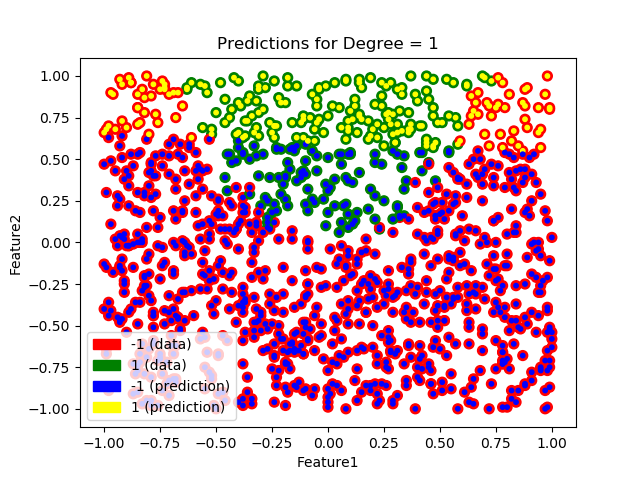 Predictions for Degree = 1
1.00
0.75
0.50
0.25
0.00
−0.25
−0.50
−0.75
−1.00
Feature2
-1 (data)
1 (data)
-1 (prediction)
1 (prediction)
−1.00 −0.75 −0.50 −0.25 0.00 0.25 0.50 0.75 1.00
Feature1